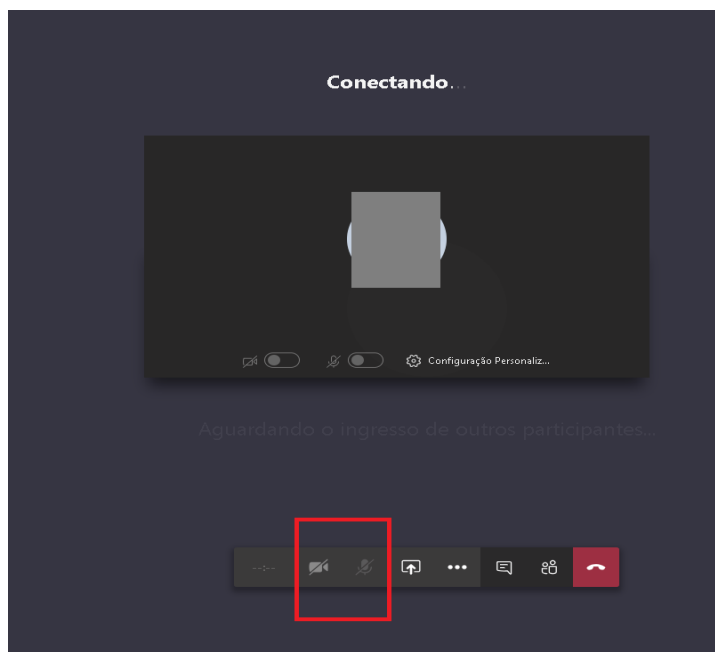 Conectando...
Configuração Personaliz...
Aguardando o ingresso de outros participantes...
--:--